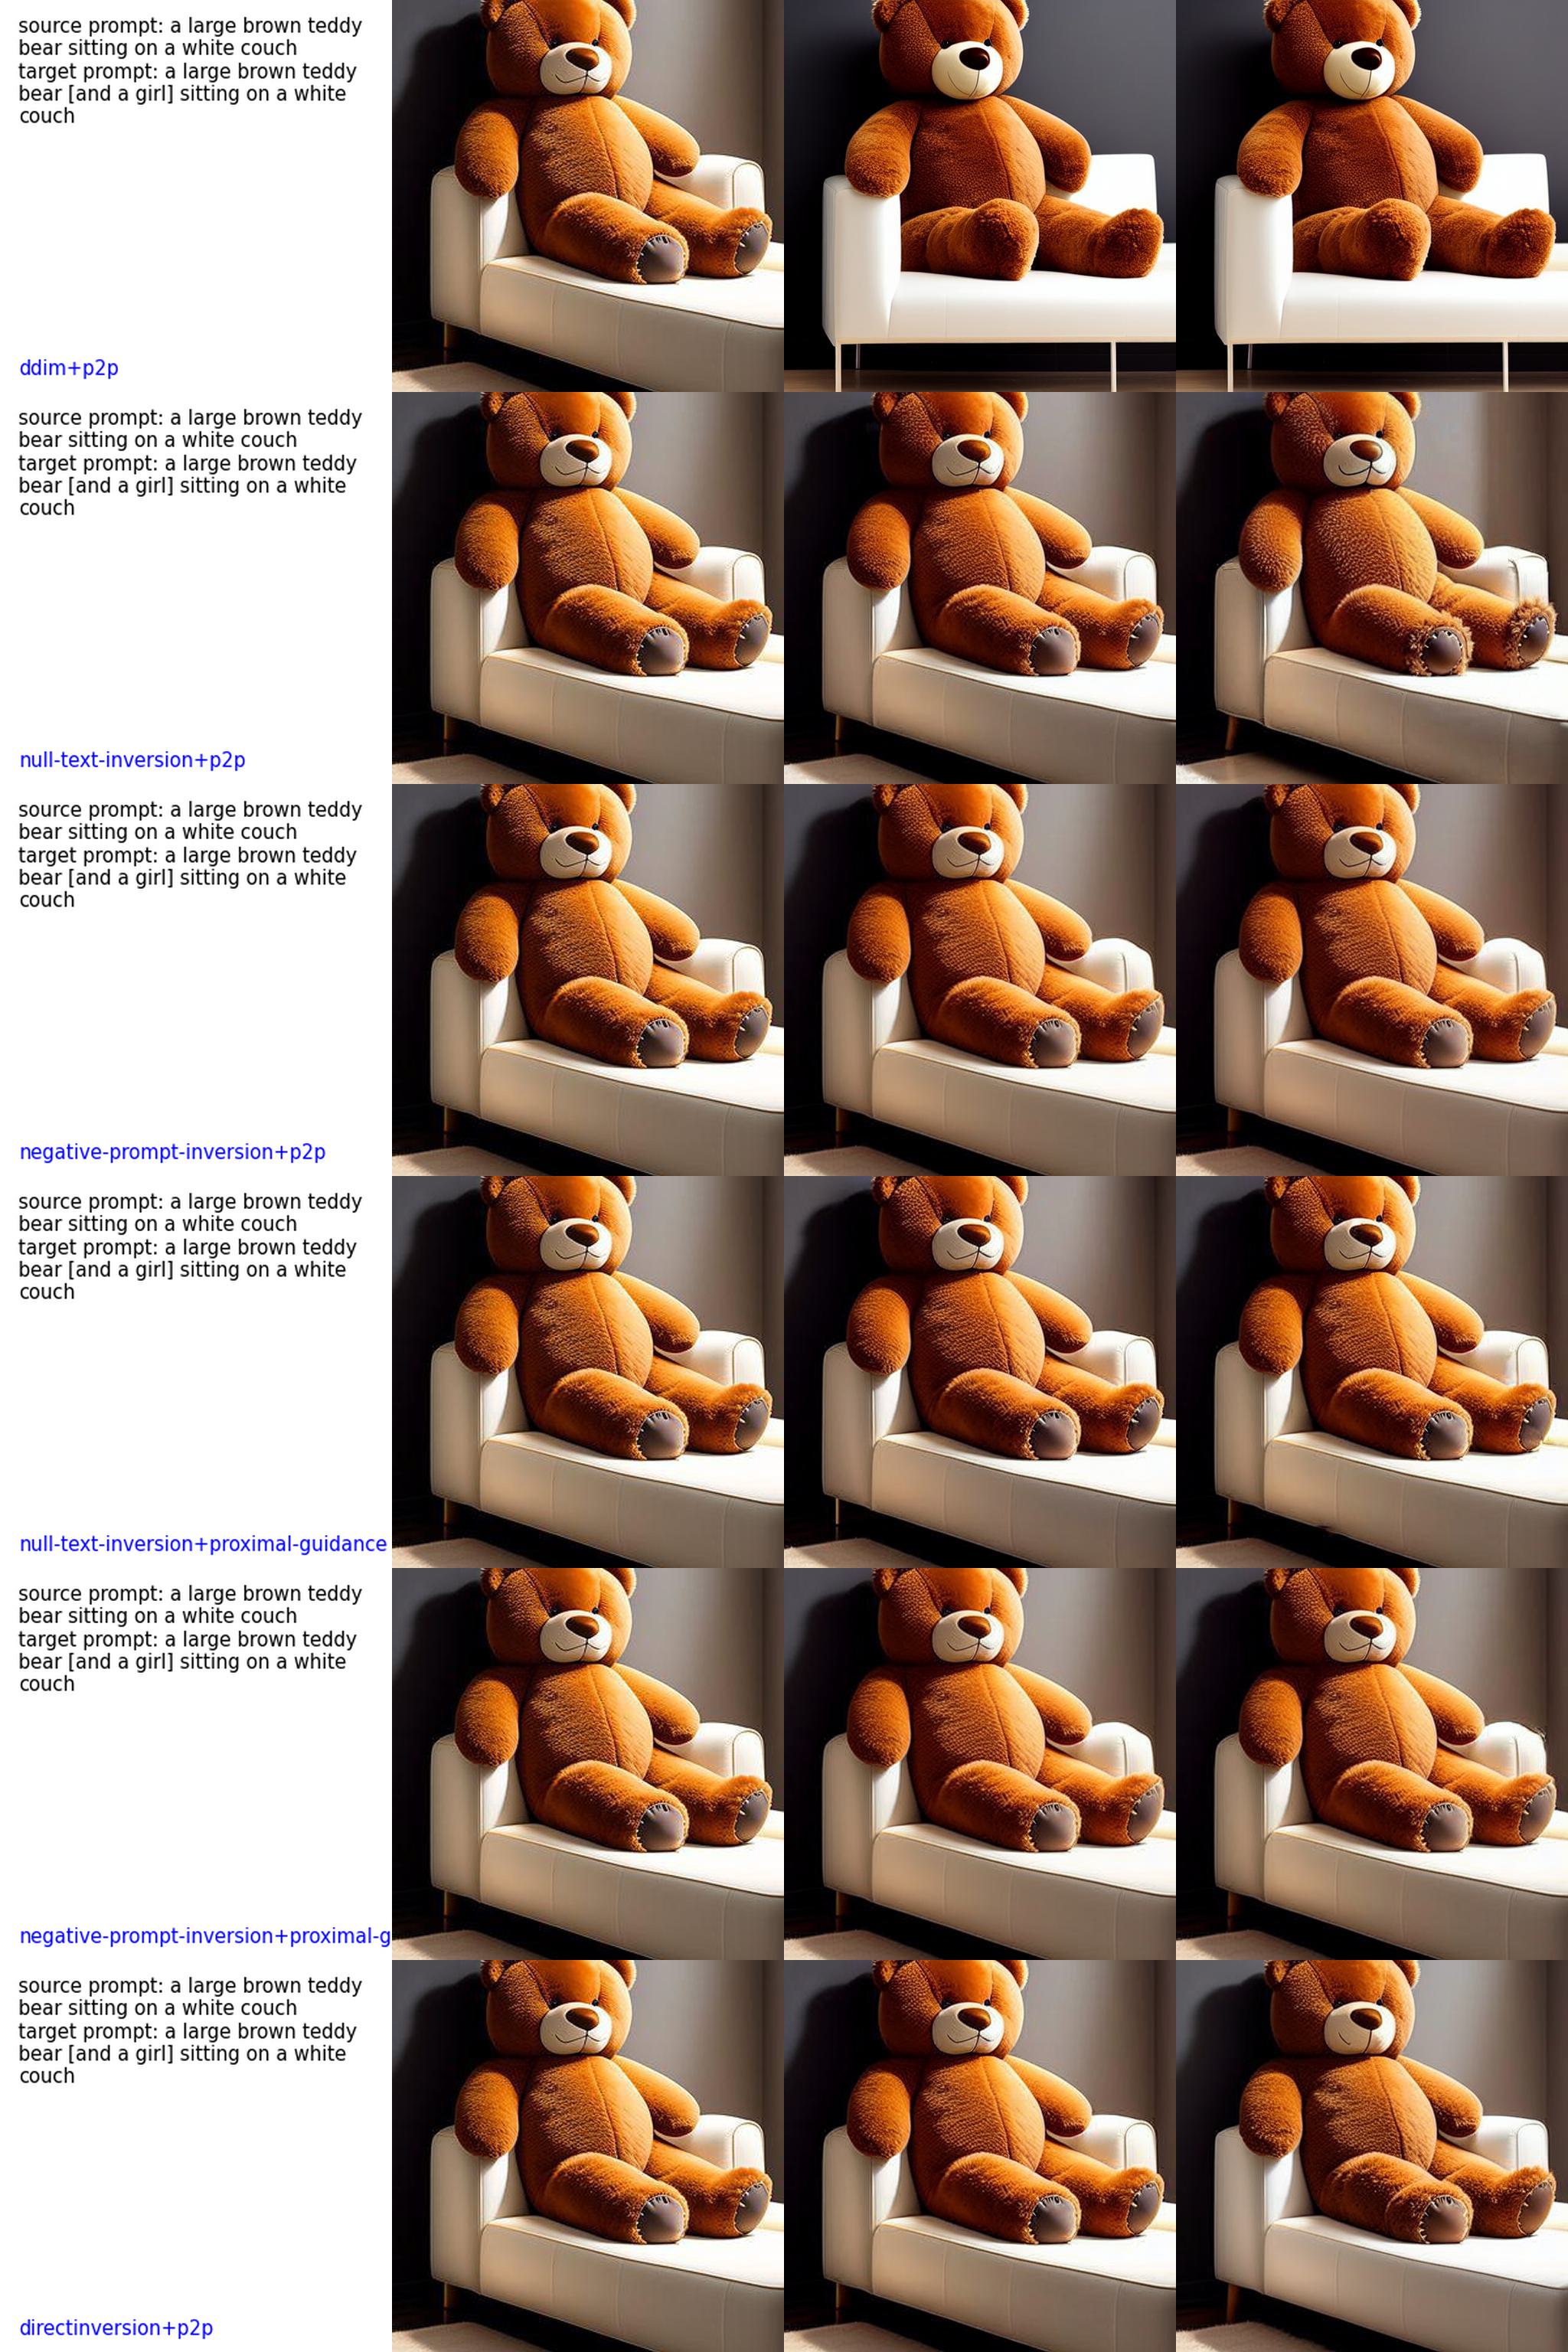 source prompt: a large brown teddy
bear sitting on a white couch
target prompt: a large brown teddy
bear [and a girl] sitting on a white
couch
ddim+p2p
source prompt: a large brown teddy
bear sitting on a white couch
target prompt: a large brown teddy
bear [and a girl] sitting on a white
couch
null-text-inversion+p2p
source prompt: a large brown teddy
bear sitting on a white couch
target prompt: a large brown teddy
bear [and a girl] sitting on a white
couch
negative-prompt-inversion+p2p
source prompt: a large brown teddy
bear sitting on a white couch
target prompt: a large brown teddy
bear [and a girl] sitting on a white
couch
null-text-inversion+proximal-guidance
source prompt: a large brown teddy
bear sitting on a white couch
target prompt: a large brown teddy
bear [and a girl] sitting on a white
couch
negative-prompt-inversion+proximal-g
source prompt: a large brown teddy
bear sitting on a white couch
target prompt: a large brown teddy
bear [and a girl] sitting on a white
couch
directinversion+p2p